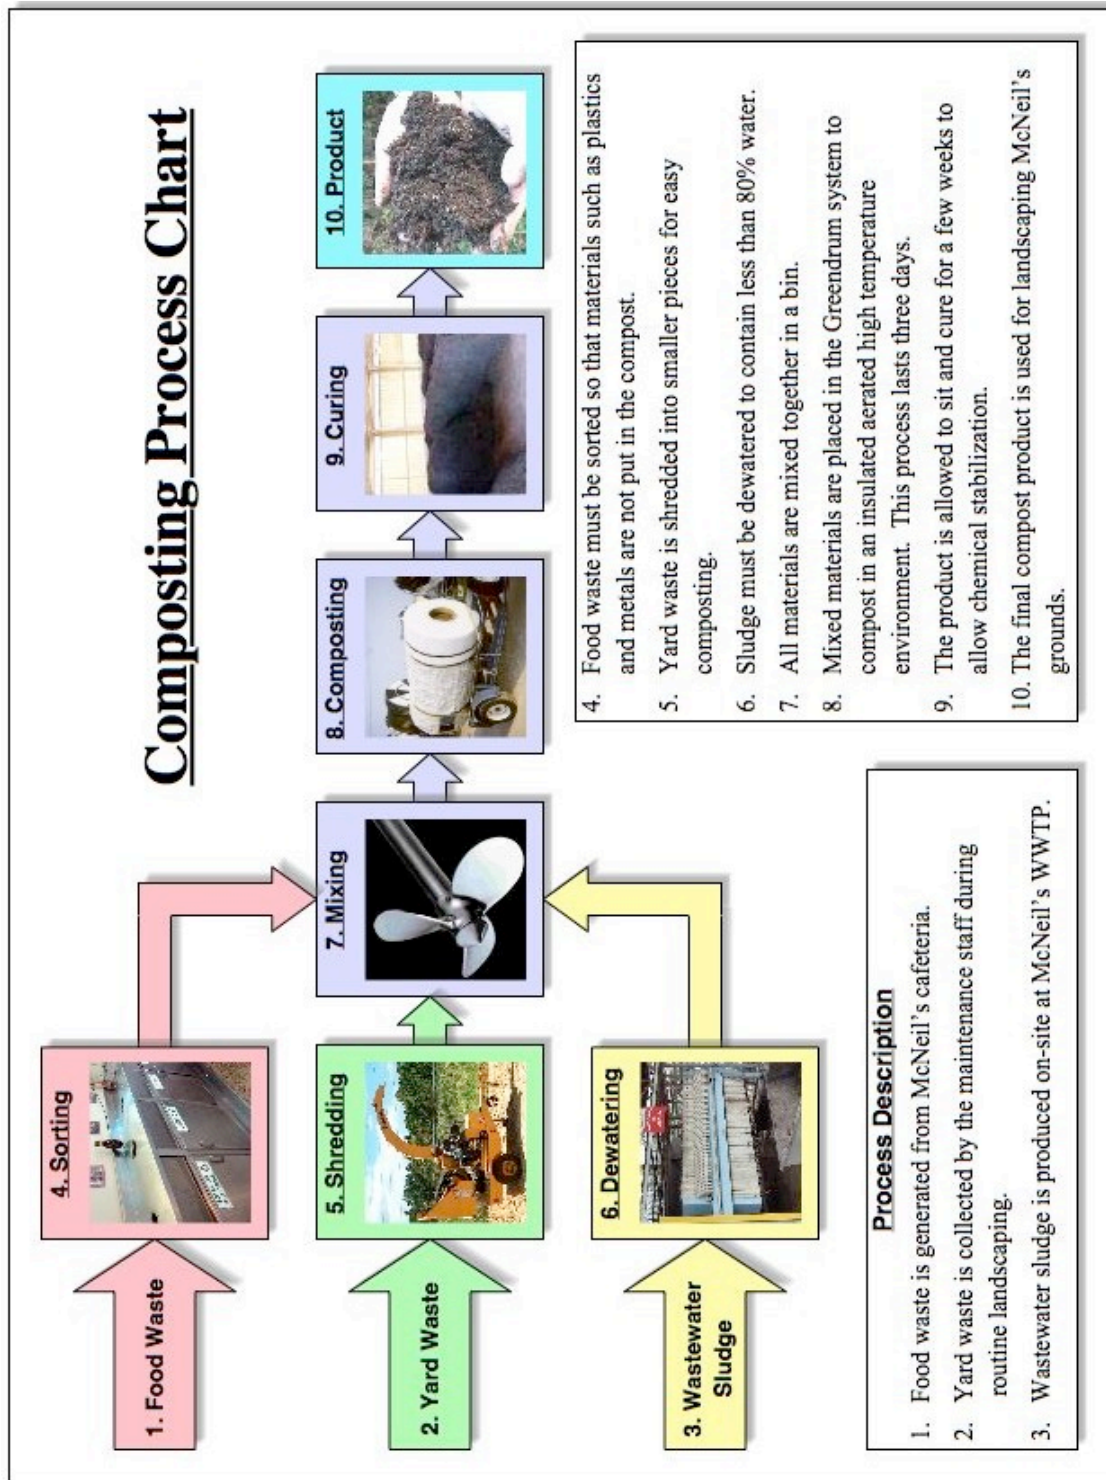 Composting Process Chart
1. Food Waste
4. Sorting
2. Yard Waste
5. Shreding
3. Wastewater
Sludge
6. Dewatering
7. Mixing
8. Composting
9. Curing
10. Product
Process Description
1. Food waste is generated from McNeil's cafeteria.
2. Yard waste is collected by the maintenance staff during
routine landscaping.
3. Wastewater sludge is produced on-site at McNeil's WWTP.
4. Food waste must be sorted so that materials such as plastics
and metals are not put in the compost.
5. Yard waste is shredded into smaller pieces for easy
composting.
6. Sludge must be dewatered to contain less than 80% water.
7. All materials are mixed together in a bin.
8. Mixed materials are placed in the Greendrum system to
compost in an insulated aerated high temperature
environment. This process lasts three days.
9. The product is allowed to sit and cure for a few weeks to
allow chemical stabilization.
10. The final compost product is used for landscaping McNeil's
grounds.